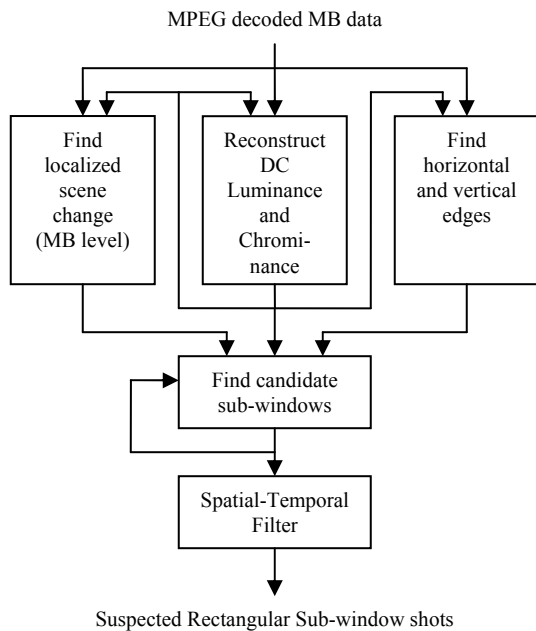 MPEG decoded MB data
Find
localized
scene
change
(MB level)
Reconstruct
DC
Luminance
and
Chromi-
nance
Find
horizontal
and vertical
edges
Find candidate
sub-windows
Spatial-Temporal
Filter
Suspected Rectangular Sub-window shots